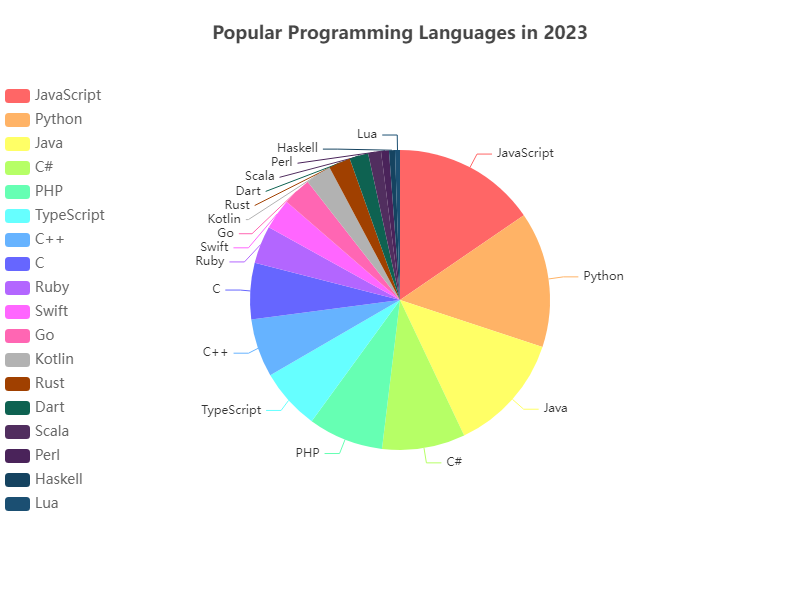 Popular Programming Languages in 2023
JavaScript
Python
Java
C#
PHP
TypeScript
C++
C
Ruby
Swift
Go
Kotlin
Rust
Dart
Scala
Perl
Haskell
Lua
Lua
Haskell
Perl
Scala
Dart
Rust
Kotlin
Go
Swift
Ruby
C
C++
TypeScript
PHP
C#
Java
Python
JavaScript